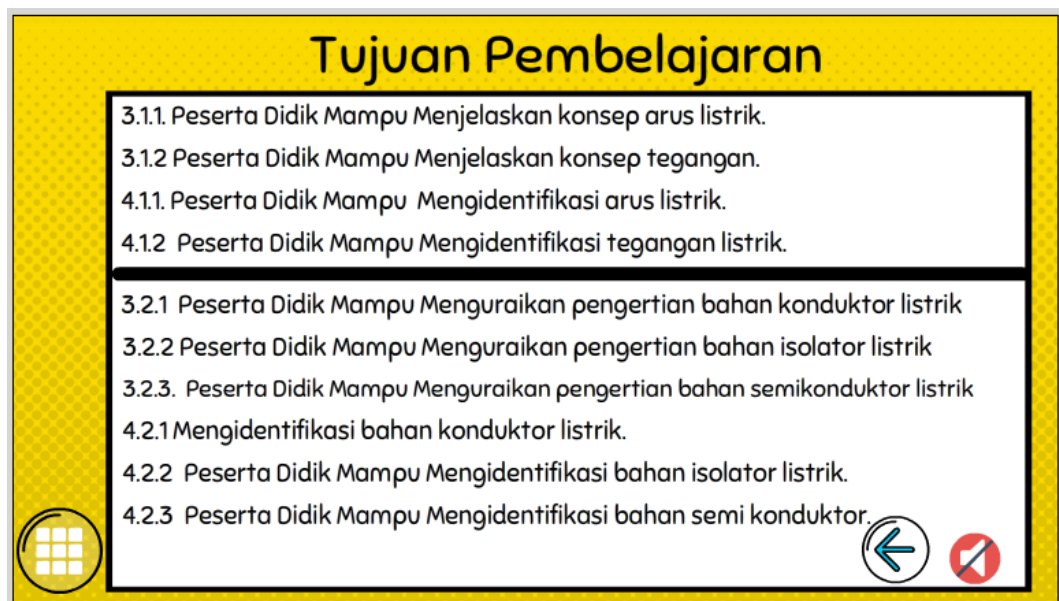 Tujuan Pembelajaran
3.1.1. Peserta Didik Mampu Menjelaskan konsep arus listrik.
3.1.2 Peserta Didik Mampu Menjelaskan konsep tegangan.
4.1.1. Peserta Didik Mampu Mengidentifikasi arus listrik.
4.1.2 Peserta Didik Mampu Mengidentifikasi tegangan listrik.
3.2.1 Peserta Didik Mampu Menguraikan pengertian bahan konduktor listrik
3.2.2 Peserta Didik Mampu Menguraikan pengertian bahan isolator listrik
3.2.3. Peserta Didik Mampu Menguraikan pengertian bahan semikonduktor listrik
4.2.1 Mengidentifikasi bahan konduktor listrik.
4.2.2 Peserta Didik Mampu Mengidentifikasi bahan isolator listrik.
4.2.3 Peserta Didik Mampu Mengidentifikasi bahan semi konduktor.